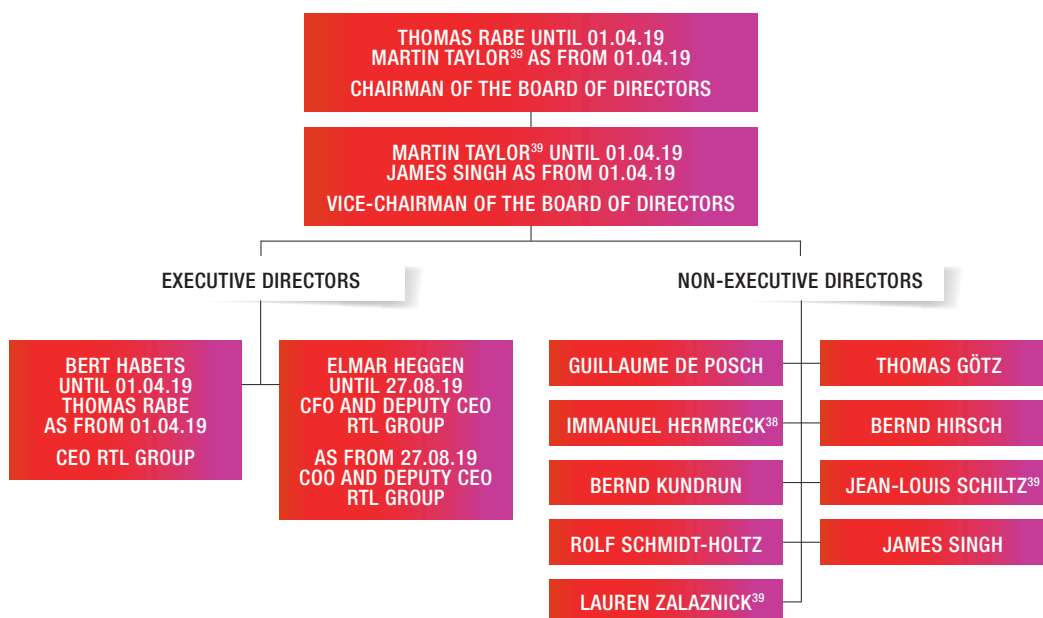 THOMAS RABE UNTIL 01.04.19
MARTIN TAYLOR³⁹ AS FROM 01.04.19
CHAIRMAN OF THE BOARD OF DIRECTORS
MARTIN TAYLOR³⁹ UNTIL 01.04.19
JAMES SINGH AS FROM 01.04.19
VICE-CHAIRMAN OF THE BOARD OF DIRECTORS
EXECUTIVE DIRECTORS
BERT HABETS
UNTIL 01.04.19
THOMAS RABE
AS FROM 01.04.19
CEO RTL GROUP
ELMAR HEGGEN
UNTIL 27.08.19
CFO AND DEPUTY CEO
RTL GROUP
AS FROM 27.08.19
COO AND DEPUTY CEO
RTL GROUP
NON-EXECUTIVE DIRECTORS
GUILLAUME DE POSCH
THOMAS GÖTZ
IMMANUEL HERMRECK³⁸
BERND HIRSCH
BERND KUNDRUN
JEAN-LOUIS SCHILTZ³⁹
ROLF SCHMIDT-HOLTZ
JAMES SINGH
LAUREN ZALAZNICK³⁹